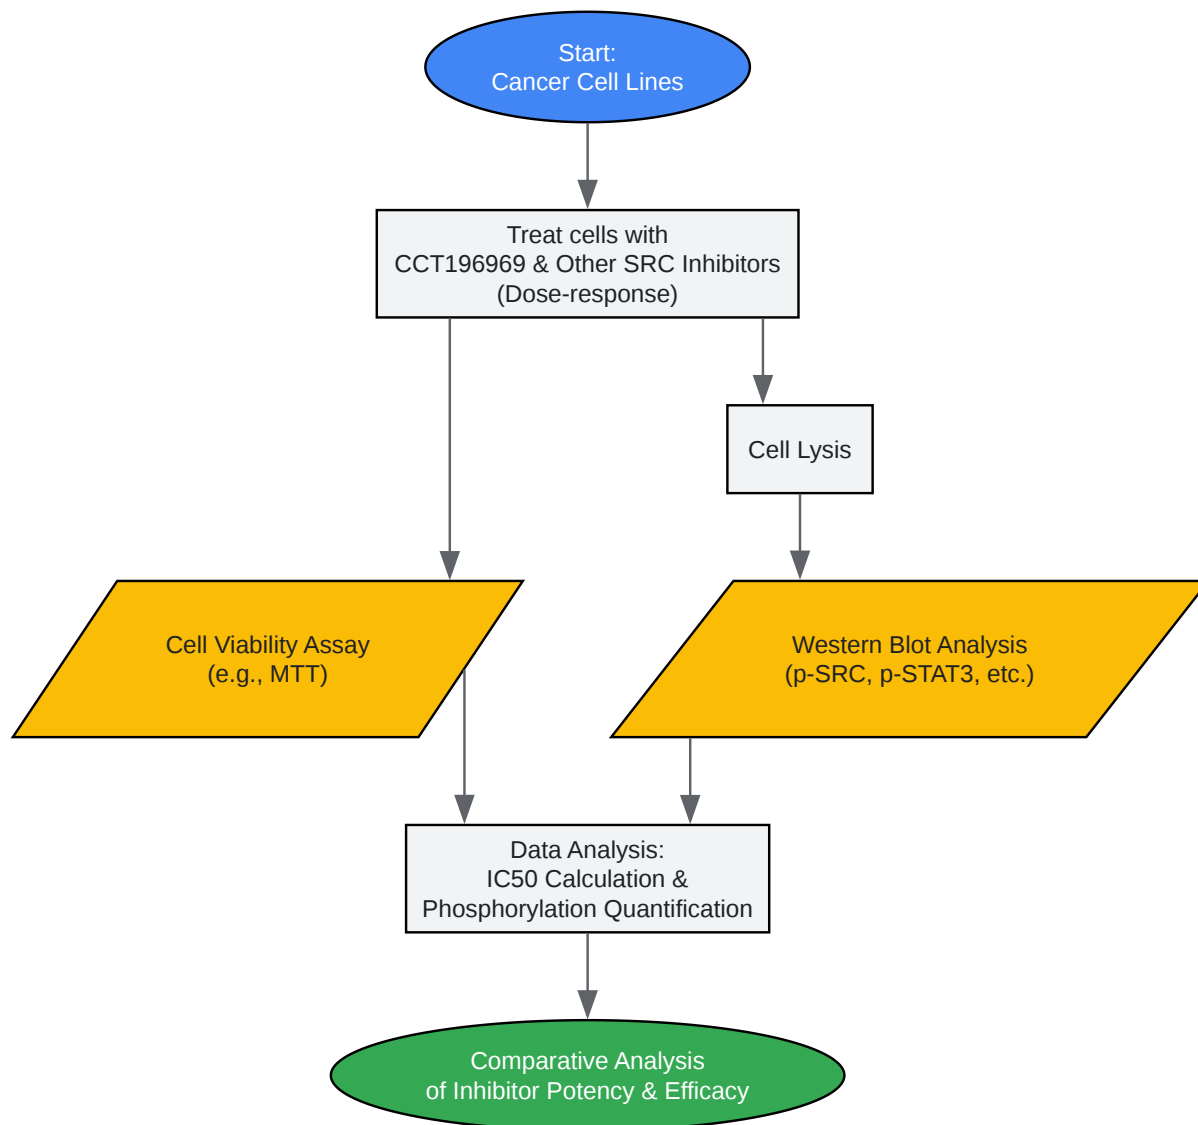 Start:
Cancer Cell Lines
Treat cells with
CCT196969 & Other SRC Inhibitors
(Dose-response)
Cell Lysis
Cell Viability Assay
(e.g., MTT)
Western Blot Analysis
(p-SRC, p-STAT3, etc.)
Data Analysis:
IC50 Calculation &
Phosphorylation Quantification
Comparative Analysis
of Inhibitor Potency & Efficacy